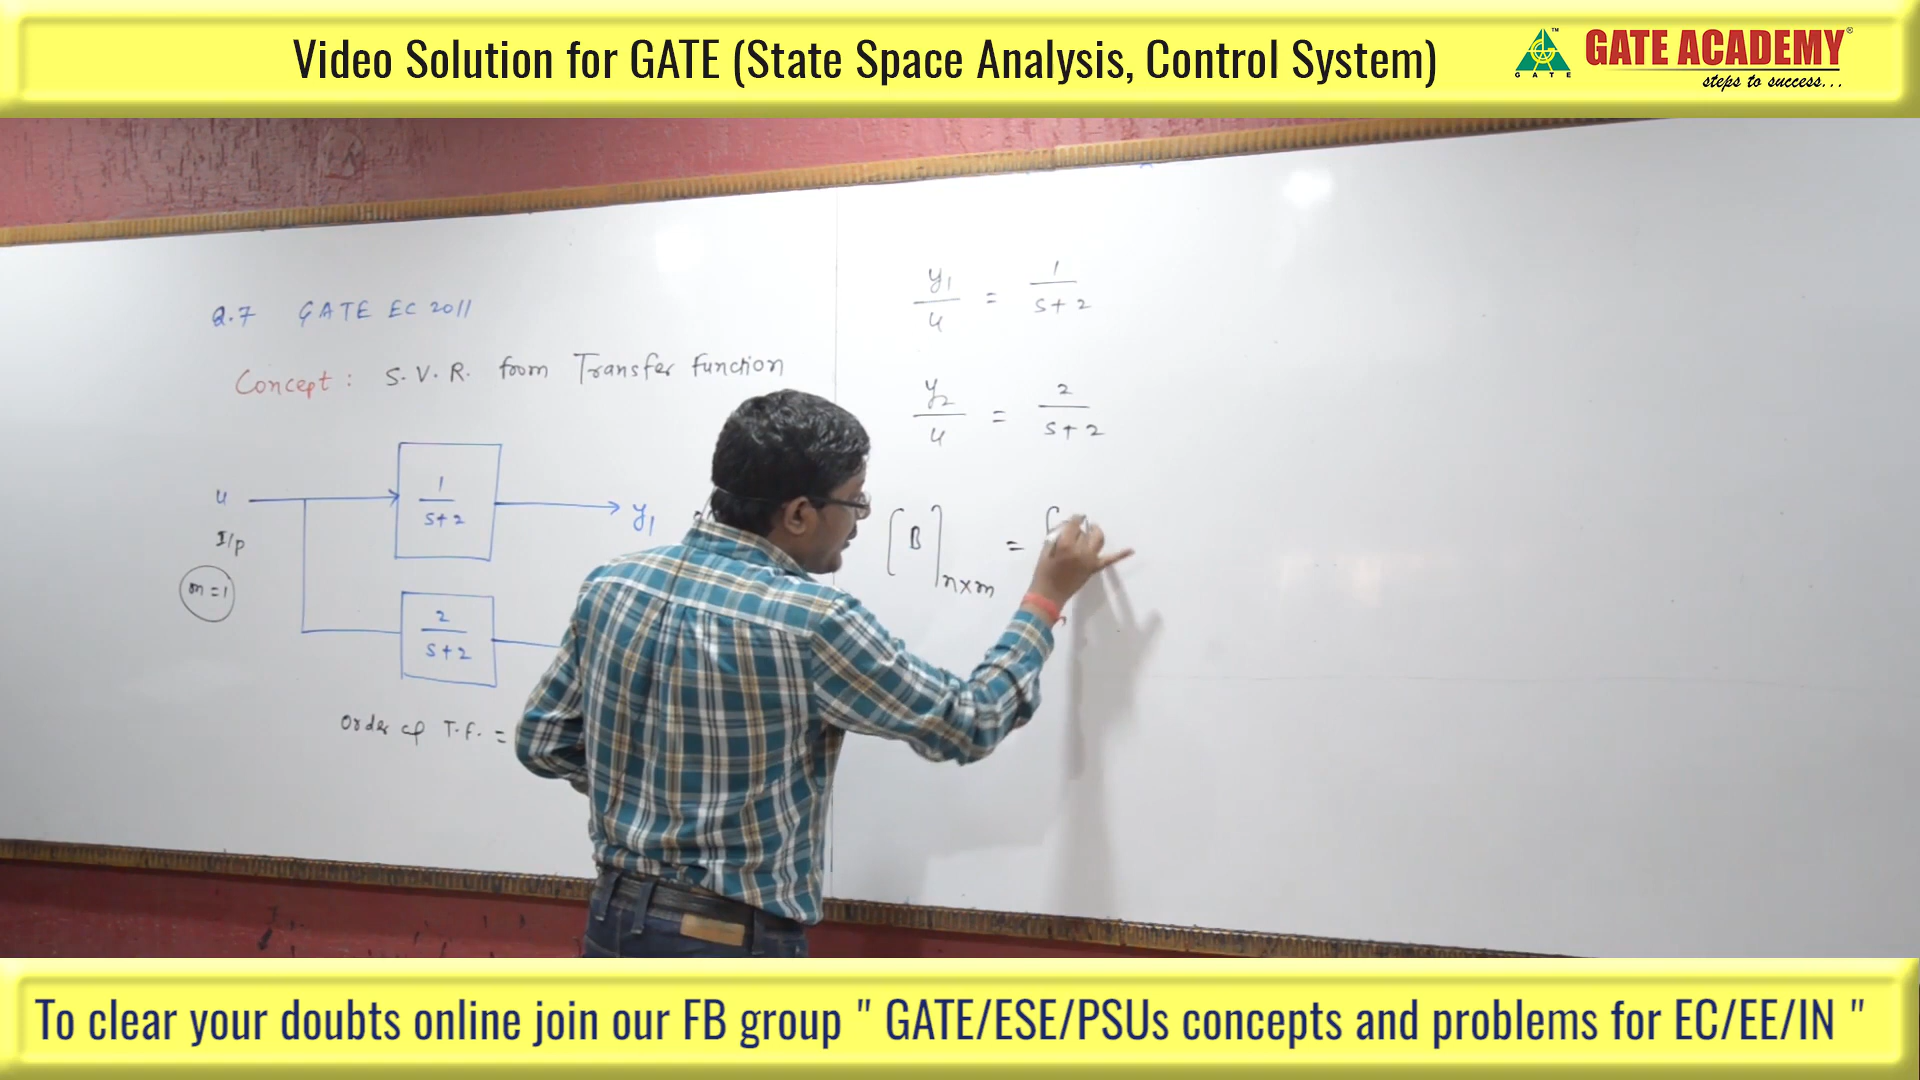 Video Solution for GATE (State Space Analysis, Control System)
GATE
GATE ACADEMY
steps to success...
Q.7 GATE EC 2011
Concept : S.V.R. from Transfer function
u
I/p
m=1
1
s+2
y1
2
s+2
Order of T.F. =
y1
u
=
1
s+2
y2
u
=
2
s+2
[B]n×m = [
To clear your doubts online join our FB group " GATE/ESE/PSUs concepts and problems for EC/EE/IN "